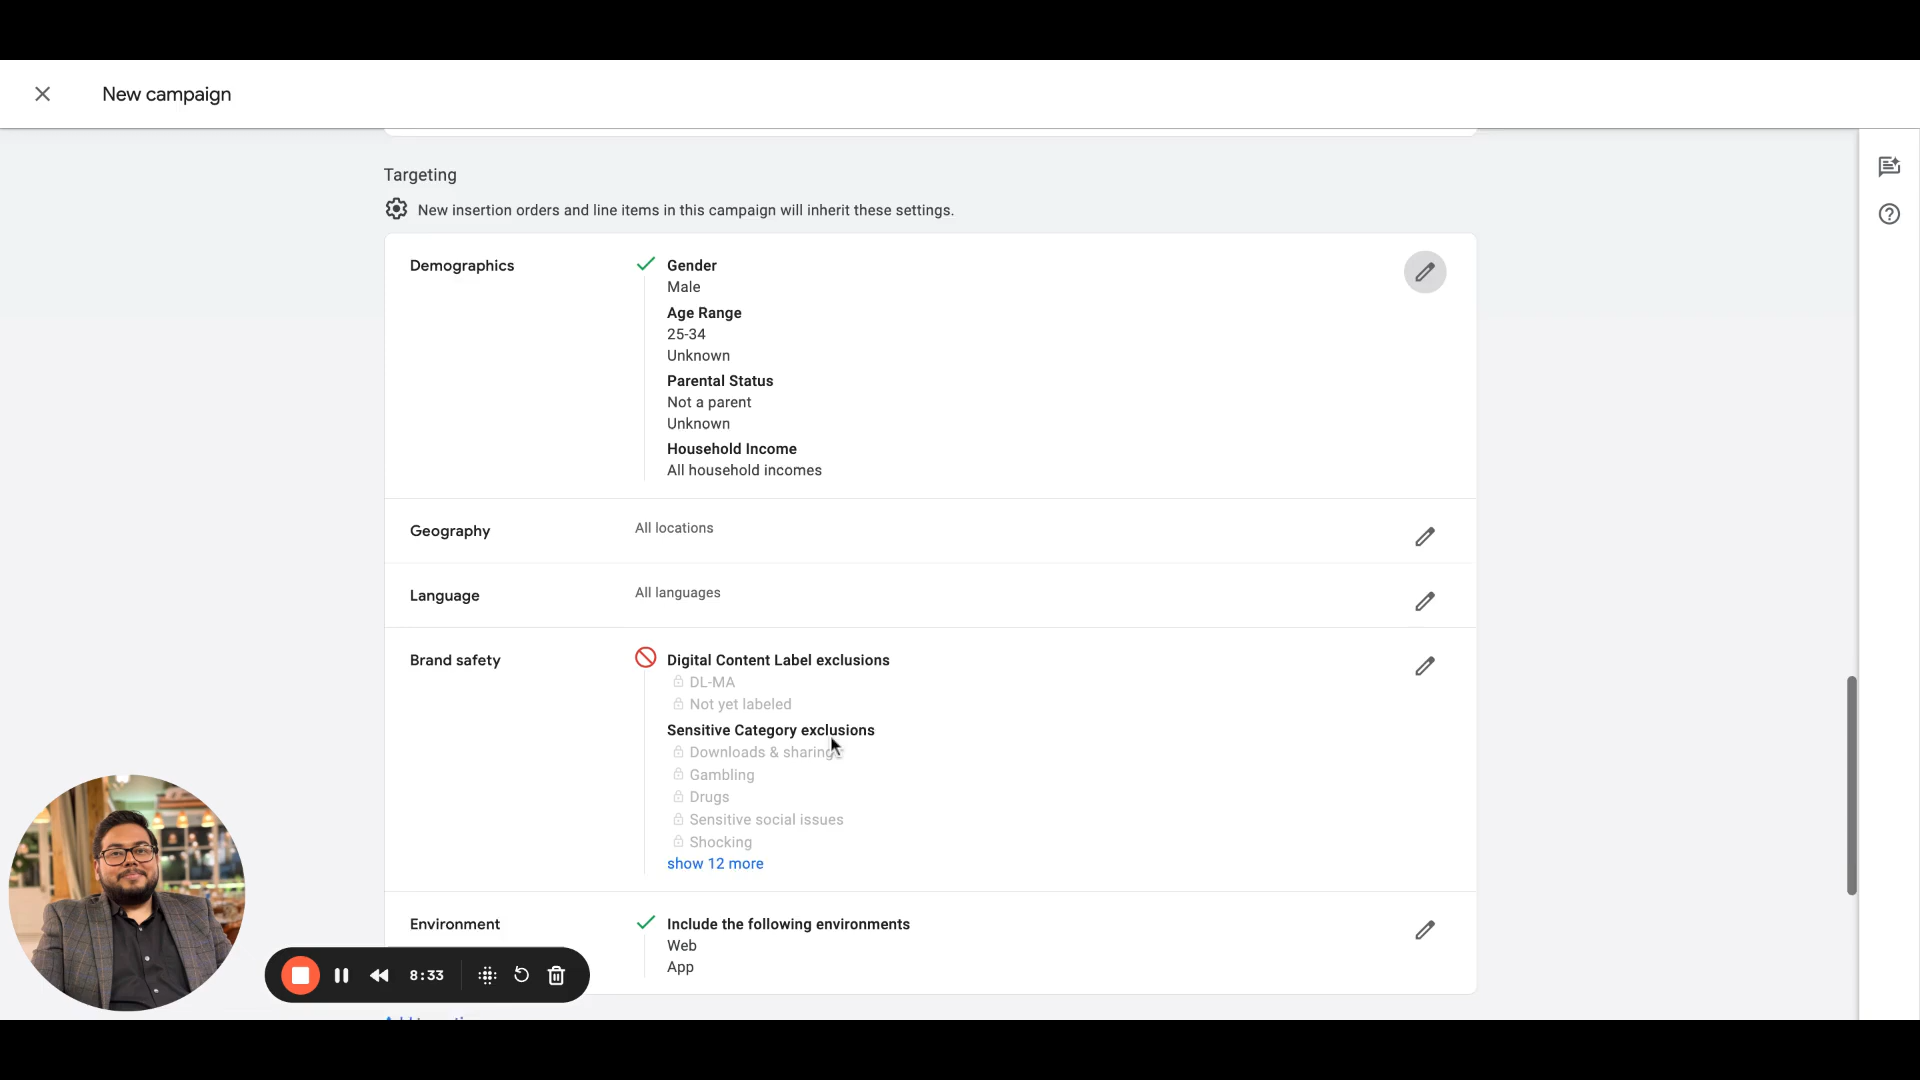 New campaign
Targeting
New insertion orders and line items in this campaign will inherit these settings.
Demographics
Gender
Male
Age Range
25-34
Unknown
Parental Status
Not a parent
Unknown
Household Income
All household incomes
Geography
All locations
Language
All languages
Brand safety
Digital Content Label exclusions
DL-MA
Not yet labeled
Sensitive Category exclusions
Downloads & sharing
Gambling
Drugs
Sensitive social issues
Shocking
show 12 more
Environment
Include the following environments
Web
App
8:33